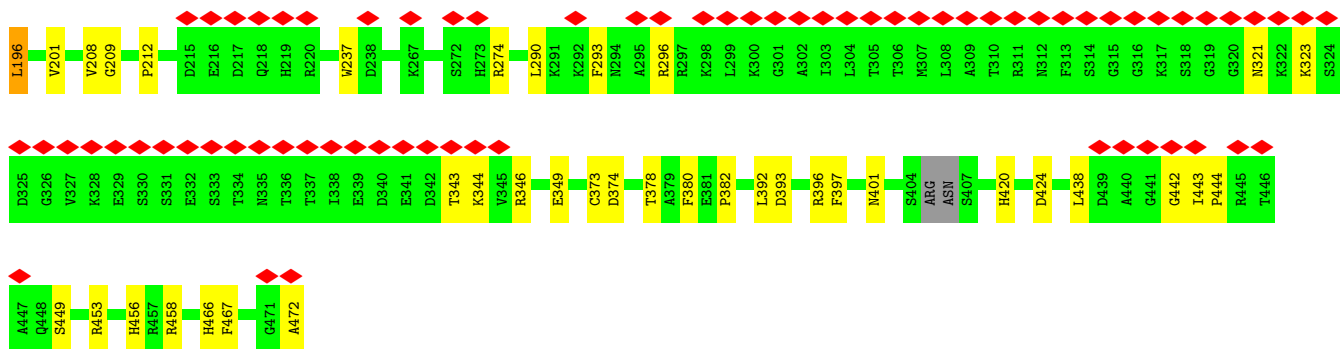 L196 V201 V208 G209 P212 D215 E216 D217 Q218 H219 R220 W237 D238 K267 S272 H273 R274 L290 K291 K292 F293 N294 A295 R296 R297 K298 L299 K300 G301 A302 I303 L304 T305 T306 M307 L308 A309 T310 R311 N312 F313 S314 G315 G316 K317 S318 G319 G320 N321 K322 K323 S324
D325 G326 V327 K328 E329 S330 S331 E332 S333 T334 N335 T336 T337 I338 E339 D340 E341 D342 T343 K344 V345 R346 E349 C373 D374 T378 A379 F380 E381 P382 L392 D393 R396 F397 N401 S404 ARG ASN S407 H420 D424 L438 D439 A440 G441 G442 I443 P444 R445 T446
A447 Q448 S449 R453 H456 R457 R458 H466 F467 G471 A472